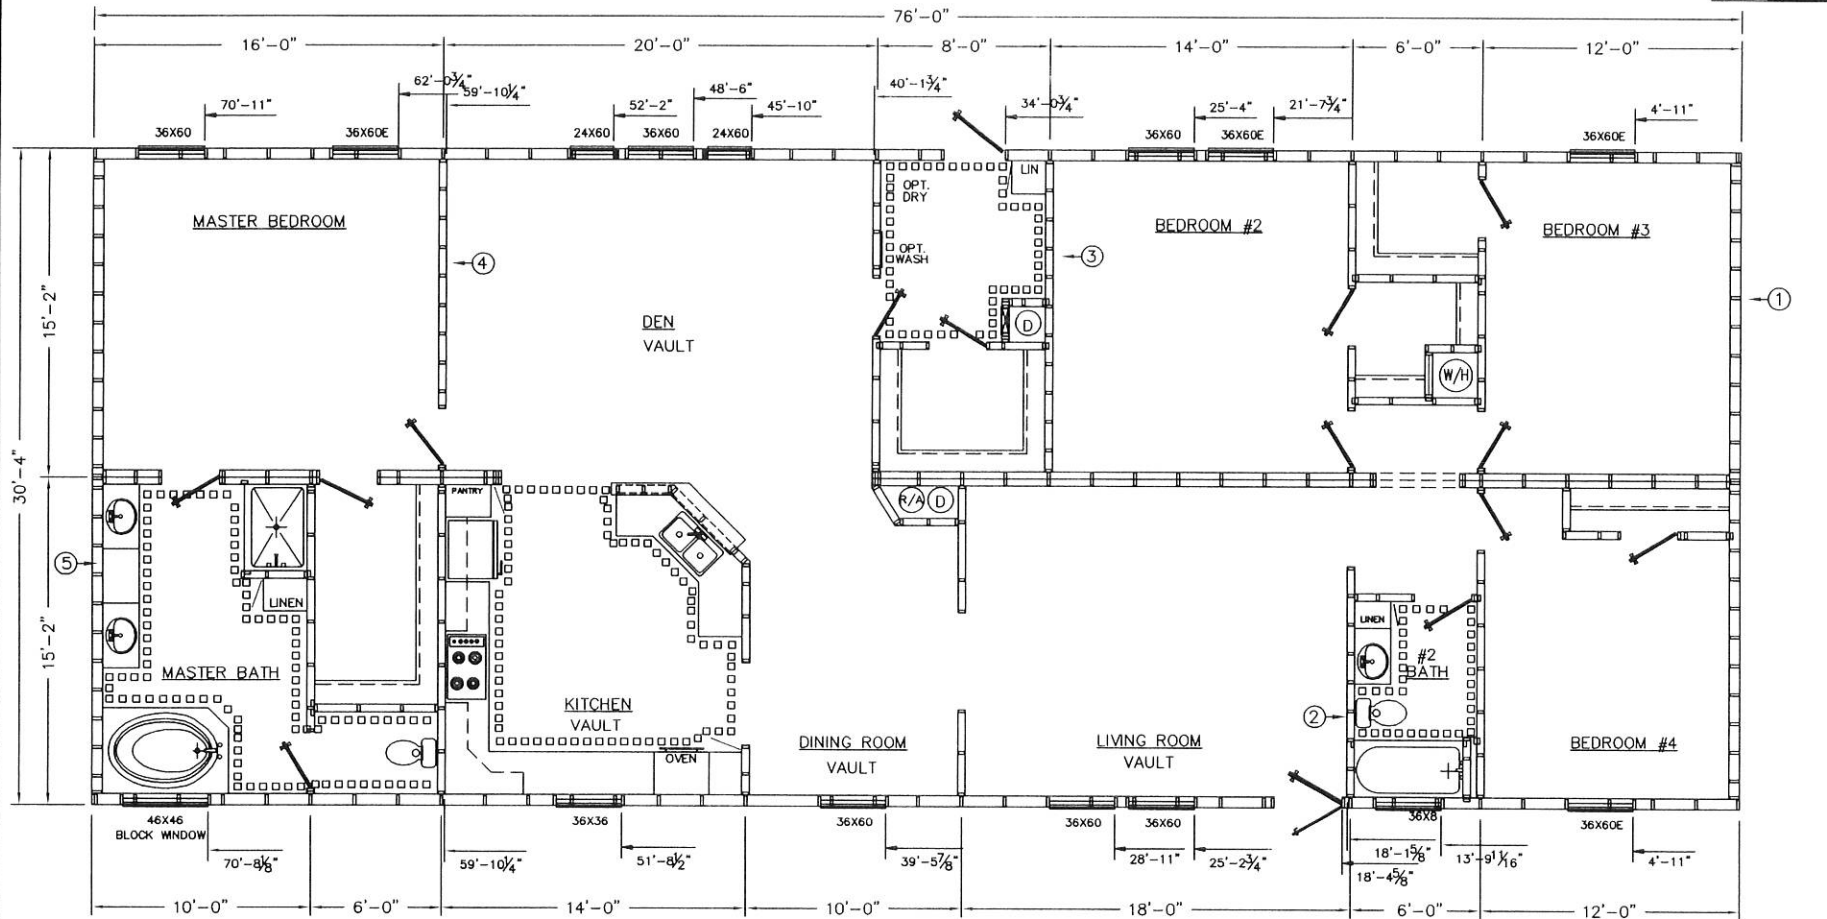 76'-0"
16'-0"
20'-0"
8'-0"
14'-0"
6'-0"
12'-0"
70'-11"
62'-0¾"
59'-10¼"
52'-2"
48'-6"
45'-10"
40'-1¾"
34'-0¾"
25'-4"
21'-7¾"
4'-11"
36X60
36X60E
24X60
36X60
24X60
36X60
36X60E
36X60E
LIN
OPT.
DRY
MASTER BEDROOM
BEDROOM #2
BEDROOM #3
OPT.
WASH
4
3
1
15'-2"
DEN
VAULT
D
W/H
30'-4"
PANTRY
R/A
D
5
LINEN
LINEN
15'-2"
MASTER BATH
#2
BATH
KITCHEN
VAULT
2
DINING ROOM
VAULT
LIVING ROOM
VAULT
BEDROOM #4
OVEN
46X46
BLOCK WINDOW
36X36
36X60
36X60
36X60
36X8
36X60E
70'-8⅛"
59'-10¼"
51'-8½"
39'-5⅞"
28'-11"
25'-2¾"
18'-1⅝"
13'-9 1/16"
4'-11"
18'-4⅝"
10'-0"
6'-0"
14'-0"
10'-0"
18'-0"
6'-0"
12'-0"